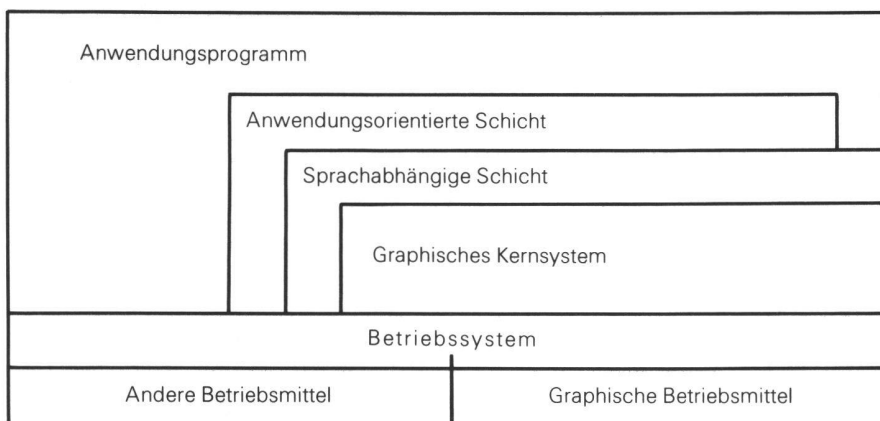 Anwendungsprogramm
Anwendungsorientierte Schicht
Sprachabhängige Schicht
Graphisches Kernsystem
Betriebssystem
Andere Betriebsmittel
Graphische Betriebsmittel